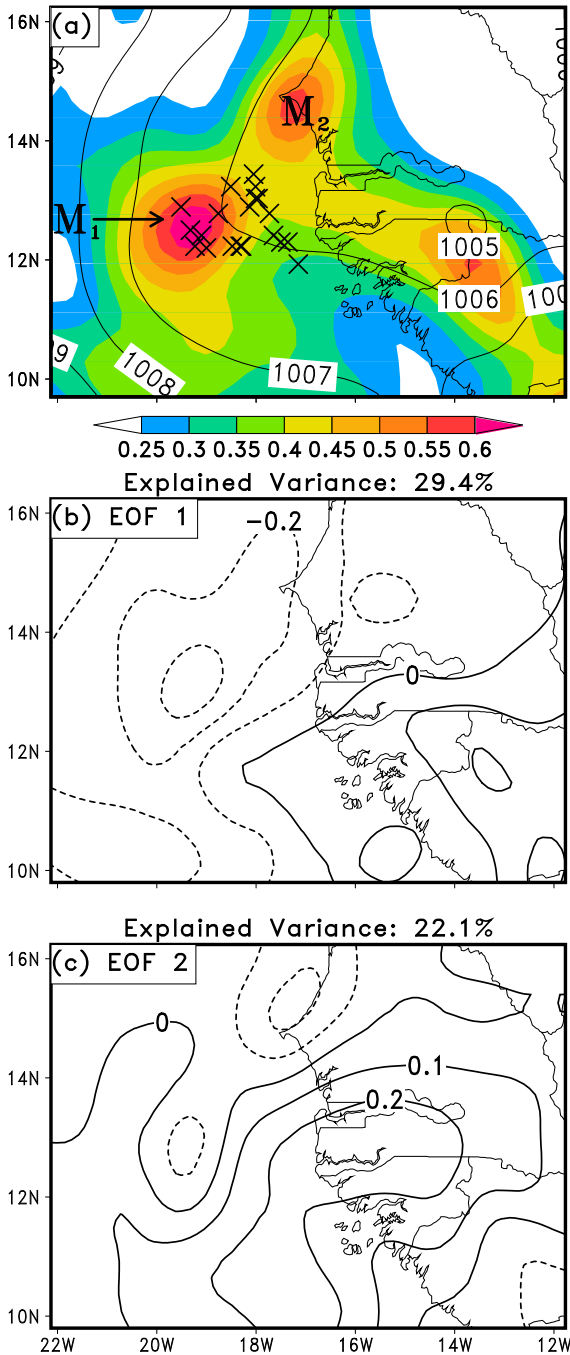 (a)
16N
14N
12N
10N
M₂
M₁
1005
1006
1007
1008
0.25 0.3 0.35 0.4 0.45 0.5 0.55 0.6
Explained Variance: 29.4%
(b) EOF 1
16N
14N
12N
10N
-0.2
0
Explained Variance: 22.1%
(c) EOF 2
16N
14N
12N
10N
0
0.1
0.2
22W 20W 18W 16W 14W 12W